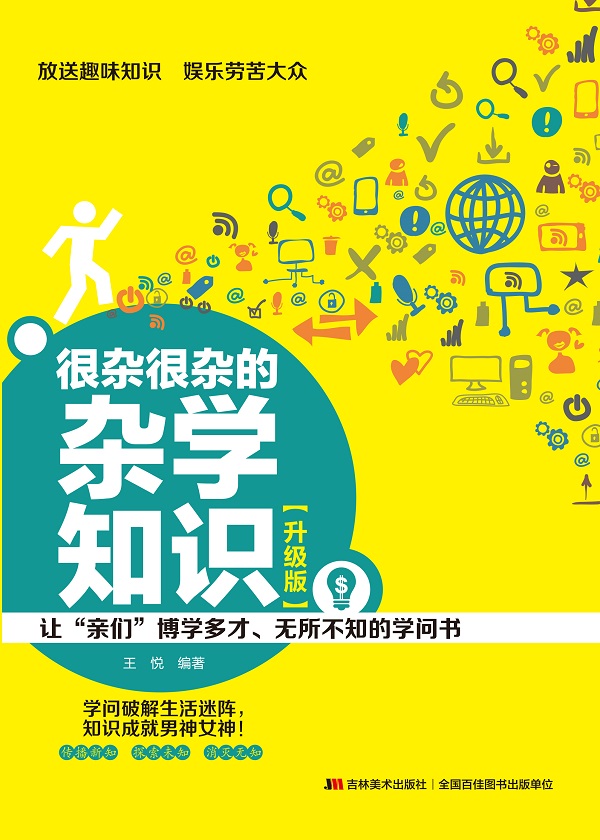 放送趣味知识 娱乐劳苦大众
很杂很杂的
杂学
知识
【升级版】
让“亲们”博学多才、无所不知的学问书
王 悦 编著
学问破解生活迷阵，
知识成就男神女神！
传播新知 探索未知 消灭无知
JM 吉林美术出版社 | 全国百佳图书出版单位